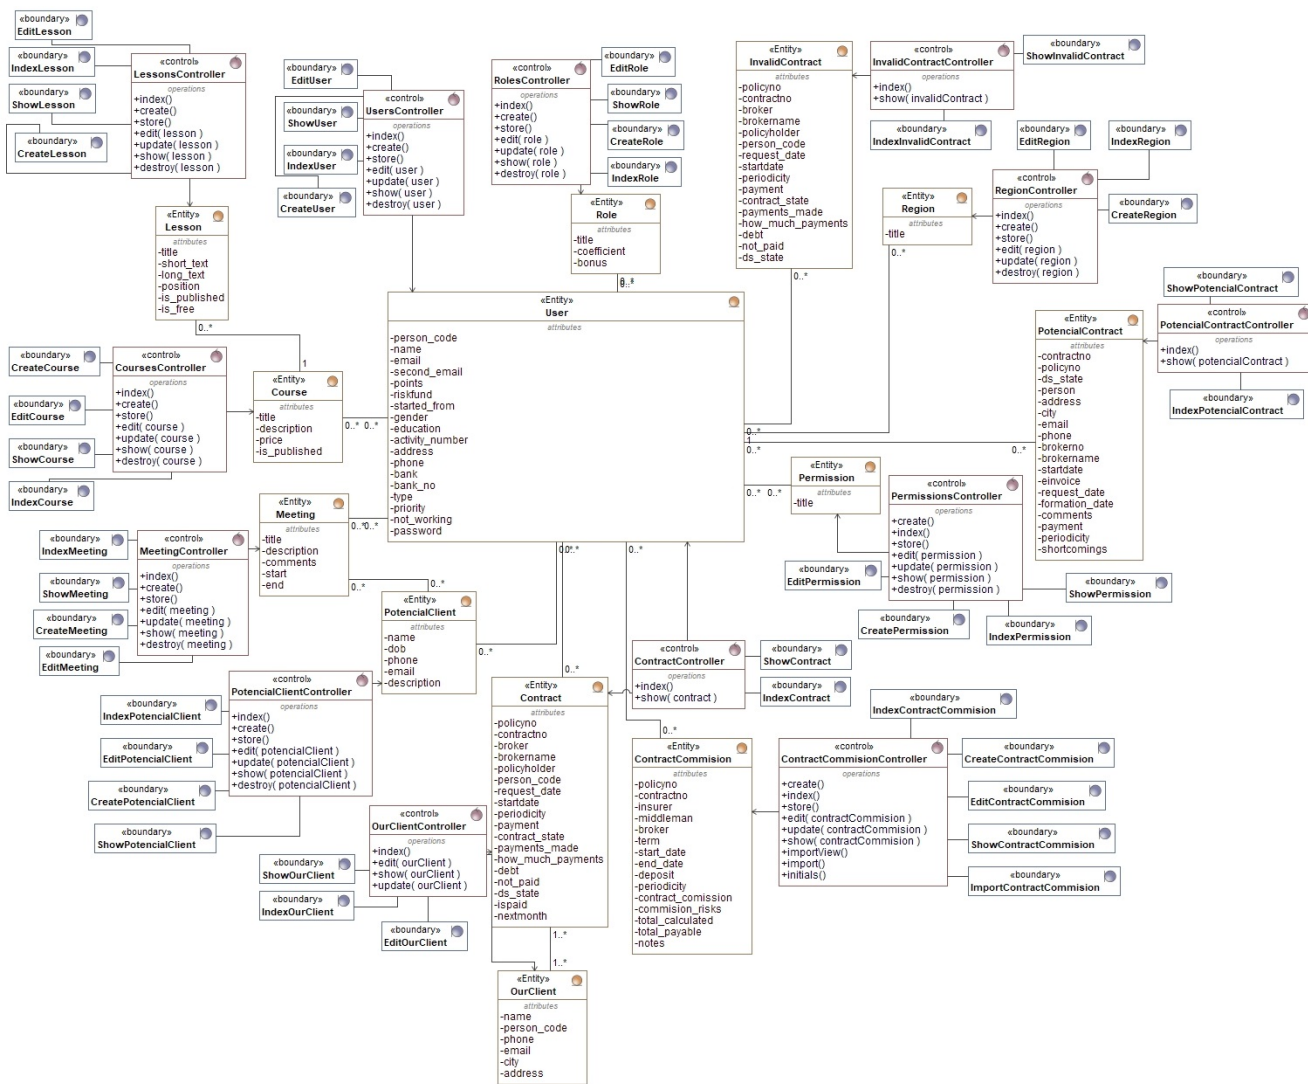 «boundary»
EditLesson
«boundary»
IndexLesson
«boundary»
ShowLesson
«boundary»
CreateLesson
«control»
LessonsController
operations
+index()
+create()
+store()
+edit( lesson )
+update( lesson )
+show( lesson )
+destroy( lesson )
«Entity»
Lesson
attributes
-title
-short_text
-long_text
-position
-is_published
-is_free
0..*
1
«boundary»
EditUser
«boundary»
ShowUser
«boundary»
IndexUser
«boundary»
CreateUser
«control»
UsersController
operations
+index()
+create()
+store()
+edit( user )
+update( user )
+show( user )
+destroy( user )
«control»
RolesController
operations
+index()
+create()
+store()
+edit( role )
+update( role )
+show( role )
+destroy( role )
«boundary»
EditRole
«boundary»
ShowRole
«boundary»
CreateRole
«boundary»
IndexRole
«Entity»
Role
attributes
-title
-coefficient
-bonus
«Entity»
InvalidContract
attributes
-policyno
-contractno
-broker
-brokername
-policyholder
-person_code
-request_date
-startdate
-periodicity
-payment
-contract_state
-payments_made
-how_much_payments
-debt
-not_paid
-ds_state
0..*
«control»
InvalidContractController
operations
+index()
+show( invalidContract )
«boundary»
ShowInvalidContract
«boundary»
IndexInvalidContract
«boundary»
EditRegion
«boundary»
IndexRegion
«control»
RegionController
operations
+index()
+create()
+store()
+edit( region )
+update( region )
+destroy( region )
«boundary»
CreateRegion
«Entity»
Region
attributes
-title
0..*
«boundary»
ShowPotencialContract
«control»
PotencialContractController
operations
+index()
+show( potencialContract )
«boundary»
IndexPotencialContract
«Entity»
PotencialContract
attributes
-contractno
-policyno
-ds_state
-person
-address
-city
-email
-phone
-brokerno
-brokername
-startdate
-einvoice
-request_date
-formation_date
-comments
-payment
-periodicity
-shortcomings
0..*
«Entity»
User
attributes
-person_code
-name
-email
-second_email
-points
-riskfund
-started_from
-gender
-education
-activity_number
-address
-phone
-bank
-bank_no
-type
-priority
-not_working
-password
0..*
1
0..*
0..* 0..*
«boundary»
CreateCourse
«boundary»
EditCourse
«boundary»
ShowCourse
«boundary»
IndexCourse
«control»
CoursesController
operations
+index()
+create()
+store()
+edit( course )
+update( course )
+show( course )
+destroy( course )
«Entity»
Course
attributes
-title
-description
-price
-is_published
0..* 0..*
«Entity»
Permission
attributes
-title
«control»
PermissionsController
operations
+create()
+index()
+store()
+edit( permission )
+update( permission )
+show( permission )
+destroy( permission )
«boundary»
EditPermission
«boundary»
CreatePermission
«boundary»
IndexPermission
«boundary»
ShowPermission
«boundary»
IndexMeeting
«boundary»
ShowMeeting
«boundary»
CreateMeeting
«boundary»
EditMeeting
«control»
MeetingController
operations
+index()
+create()
+store()
+edit( meeting )
+update( meeting )
+show( meeting )
+destroy( meeting )
«Entity»
Meeting
attributes
-title
-description
-comments
-start
-end
0..*
0..*
«Entity»
PotencialClient
attributes
-name
-dob
-phone
-email
-description
0..*
0..*
«control»
PotencialClientController
operations
+index()
+create()
+store()
+edit( potencialClient )
+update( potencialClient )
+show( potencialClient )
+destroy( potencialClient )
«boundary»
IndexPotencialClient
«boundary»
EditPotencialClient
«boundary»
CreatePotencialClient
«boundary»
ShowPotencialClient
«control»
OurClientController
operations
+index()
+edit( ourClient )
+show( ourClient )
+update( ourClient )
«boundary»
ShowOurClient
«boundary»
IndexOurClient
«boundary»
EditOurClient
0..*
«Entity»
Contract
attributes
-policyno
-contractno
-broker
-brokername
-policyholder
-person_code
-request_date
-startdate
-periodicity
-payment
-contract_state
-payments_made
-how_much_payments
-debt
-not_paid
-ds_state
-ispaid
-nextmonth
1..*
1..*
«Entity»
OurClient
attributes
-name
-person_code
-phone
-email
-city
-address
«control»
ContractController
operations
+index()
+show( contract )
«boundary»
ShowContract
«boundary»
IndexContract
0..*
«Entity»
ContractCommision
attributes
-policyno
-contractno
-insurer
-middleman
-broker
-term
-start_date
-end_date
-deposit
-periodicity
-contract_comission
-commision_risks
-total_calculated
-total_payable
-notes
«boundary»
IndexContractCommision
«control»
ContractCommisionController
operations
+create()
+index()
+store()
+edit( contractCommision )
+update( contractCommision )
+show( contractCommision )
+importView()
+import()
+initials()
«boundary»
CreateContractCommision
«boundary»
EditContractCommision
«boundary»
ShowContractCommision
«boundary»
ImportContractCommision